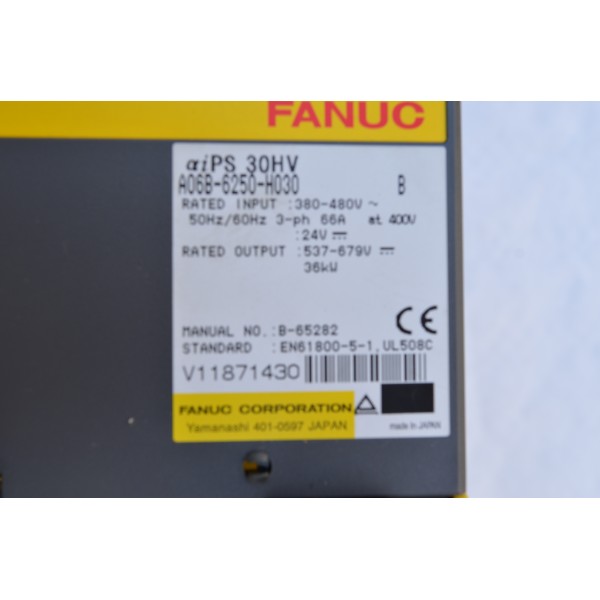 FANUC
αiPS 30HV
A06B-6250-H030 B
RATED INPUT :380-480V ~
50Hz/60Hz 3-ph 66A at 400V
:24V ⎓
RATED OUTPUT :537-679V ⎓
36kW
MANUAL NO.:B-65282
STANDARD :EN61800-5-1,UL508C
CE
V11871430
FANUC CORPORATION
Yamanashi 401-0597 JAPAN
made in JAPAN